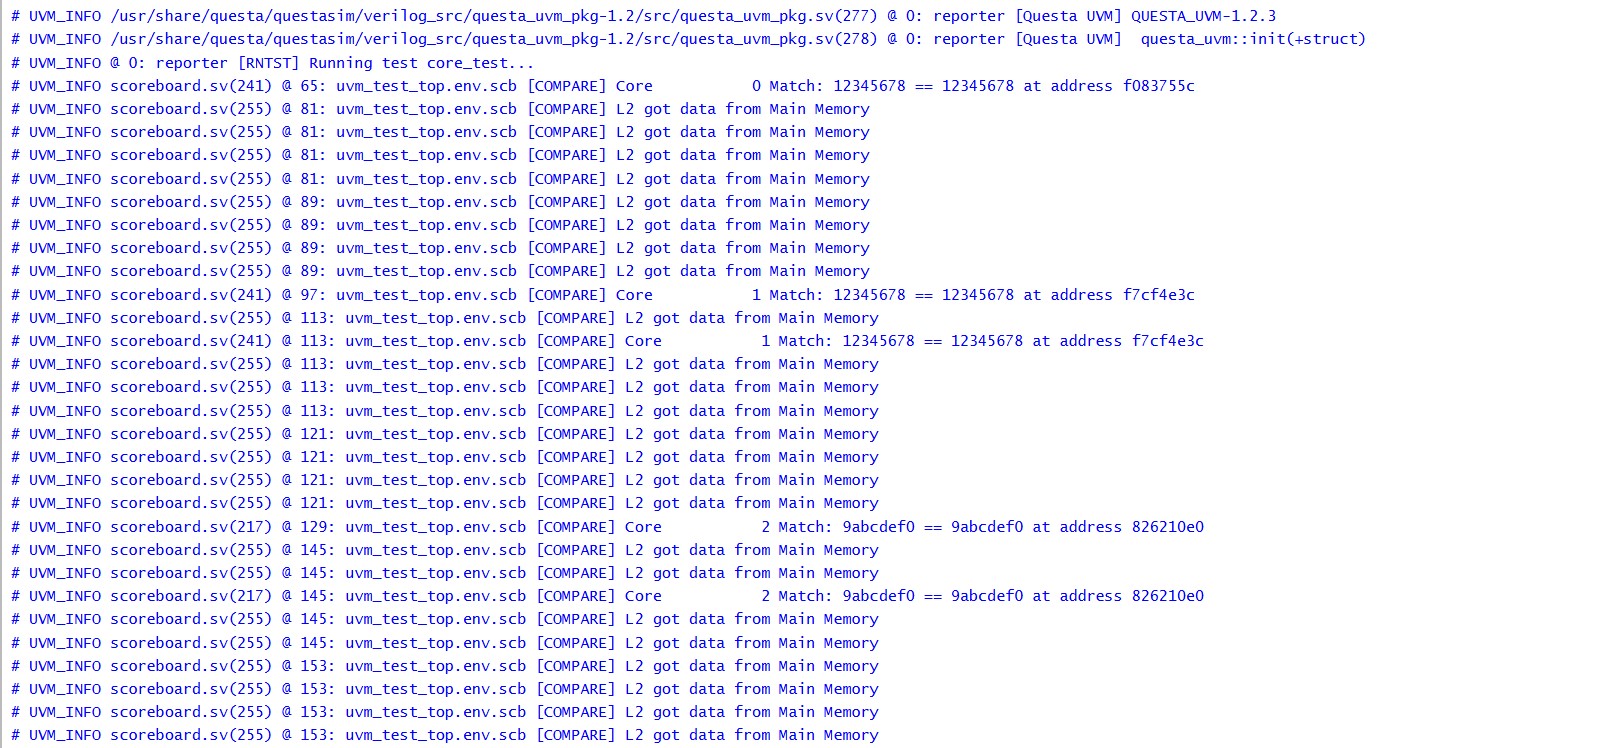 # UVM_INFO /usr/share/questa/questasim/verilog_src/questa_uvm_pkg-1.2/src/questa_uvm_pkg.sv(277) @ 0: reporter [Questa UVM] QUESTA_UVM-1.2.3
# UVM_INFO /usr/share/questa/questasim/verilog_src/questa_uvm_pkg-1.2/src/questa_uvm_pkg.sv(278) @ 0: reporter [Questa UVM]  questa_uvm::init(+struct)
# UVM_INFO @ 0: reporter [RNTST] Running test core_test...
# UVM_INFO scoreboard.sv(241) @ 65: uvm_test_top.env.scb [COMPARE] Core           0 Match: 12345678 == 12345678 at address f083755c
# UVM_INFO scoreboard.sv(255) @ 81: uvm_test_top.env.scb [COMPARE] L2 got data from Main Memory
# UVM_INFO scoreboard.sv(255) @ 81: uvm_test_top.env.scb [COMPARE] L2 got data from Main Memory
# UVM_INFO scoreboard.sv(255) @ 81: uvm_test_top.env.scb [COMPARE] L2 got data from Main Memory
# UVM_INFO scoreboard.sv(255) @ 81: uvm_test_top.env.scb [COMPARE] L2 got data from Main Memory
# UVM_INFO scoreboard.sv(255) @ 89: uvm_test_top.env.scb [COMPARE] L2 got data from Main Memory
# UVM_INFO scoreboard.sv(255) @ 89: uvm_test_top.env.scb [COMPARE] L2 got data from Main Memory
# UVM_INFO scoreboard.sv(255) @ 89: uvm_test_top.env.scb [COMPARE] L2 got data from Main Memory
# UVM_INFO scoreboard.sv(255) @ 89: uvm_test_top.env.scb [COMPARE] L2 got data from Main Memory
# UVM_INFO scoreboard.sv(241) @ 97: uvm_test_top.env.scb [COMPARE] Core           1 Match: 12345678 == 12345678 at address f7cf4e3c
# UVM_INFO scoreboard.sv(255) @ 113: uvm_test_top.env.scb [COMPARE] L2 got data from Main Memory
# UVM_INFO scoreboard.sv(241) @ 113: uvm_test_top.env.scb [COMPARE] Core           1 Match: 12345678 == 12345678 at address f7cf4e3c
# UVM_INFO scoreboard.sv(255) @ 113: uvm_test_top.env.scb [COMPARE] L2 got data from Main Memory
# UVM_INFO scoreboard.sv(255) @ 113: uvm_test_top.env.scb [COMPARE] L2 got data from Main Memory
# UVM_INFO scoreboard.sv(255) @ 113: uvm_test_top.env.scb [COMPARE] L2 got data from Main Memory
# UVM_INFO scoreboard.sv(255) @ 121: uvm_test_top.env.scb [COMPARE] L2 got data from Main Memory
# UVM_INFO scoreboard.sv(255) @ 121: uvm_test_top.env.scb [COMPARE] L2 got data from Main Memory
# UVM_INFO scoreboard.sv(255) @ 121: uvm_test_top.env.scb [COMPARE] L2 got data from Main Memory
# UVM_INFO scoreboard.sv(255) @ 121: uvm_test_top.env.scb [COMPARE] L2 got data from Main Memory
# UVM_INFO scoreboard.sv(217) @ 129: uvm_test_top.env.scb [COMPARE] Core           2 Match: 9abcdef0 == 9abcdef0 at address 826210e0
# UVM_INFO scoreboard.sv(255) @ 145: uvm_test_top.env.scb [COMPARE] L2 got data from Main Memory
# UVM_INFO scoreboard.sv(255) @ 145: uvm_test_top.env.scb [COMPARE] L2 got data from Main Memory
# UVM_INFO scoreboard.sv(217) @ 145: uvm_test_top.env.scb [COMPARE] Core           2 Match: 9abcdef0 == 9abcdef0 at address 826210e0
# UVM_INFO scoreboard.sv(255) @ 145: uvm_test_top.env.scb [COMPARE] L2 got data from Main Memory
# UVM_INFO scoreboard.sv(255) @ 145: uvm_test_top.env.scb [COMPARE] L2 got data from Main Memory
# UVM_INFO scoreboard.sv(255) @ 153: uvm_test_top.env.scb [COMPARE] L2 got data from Main Memory
# UVM_INFO scoreboard.sv(255) @ 153: uvm_test_top.env.scb [COMPARE] L2 got data from Main Memory
# UVM_INFO scoreboard.sv(255) @ 153: uvm_test_top.env.scb [COMPARE] L2 got data from Main Memory
# UVM_INFO scoreboard.sv(255) @ 153: uvm_test_top.env.scb [COMPARE] L2 got data from Main Memory